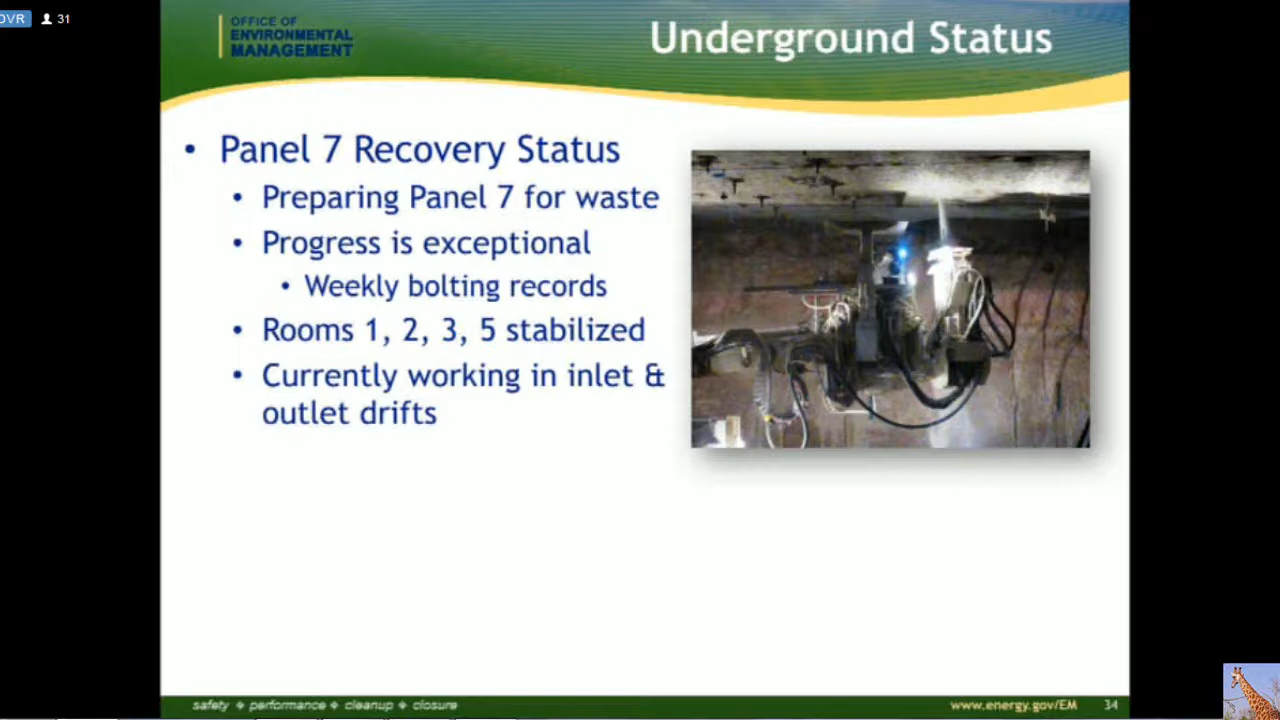 DVR 31
OFFICE OF
ENVIRONMENTAL
MANAGEMENT
Underground Status
• Panel 7 Recovery Status
• Preparing Panel 7 for waste
• Progress is exceptional
• Weekly bolting records
• Rooms 1, 2, 3, 5 stabilized
• Currently working in inlet &
outlet drifts
safety ❖ performance ❖ cleanup ❖ closure
www.energy.gov/EM 34